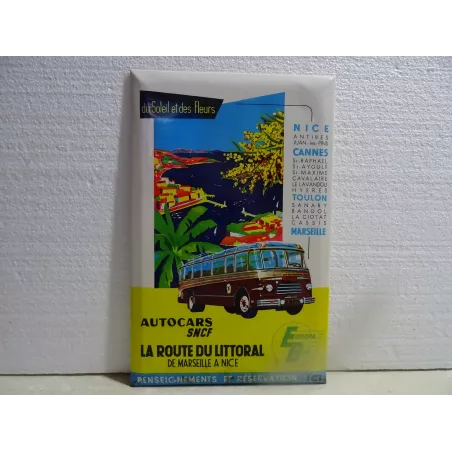 du Soleil et des Fleurs
NICE
ANTIBES
JUAN-les-PINS
CANNES
St-RAPHAEL
St-AYGULF
St-MAXIME
CAVALAIRE
LE LAVANDOU
HYERES
TOULON
SANARY
BANDOL
LA CIOTAT
CASSIS
MARSEILLE
AUTOCARS
SNCF
LA ROUTE DU LITTORAL
DE MARSEILLE A NICE
RENSEIGNEMENTS ET RESERVATION ICI